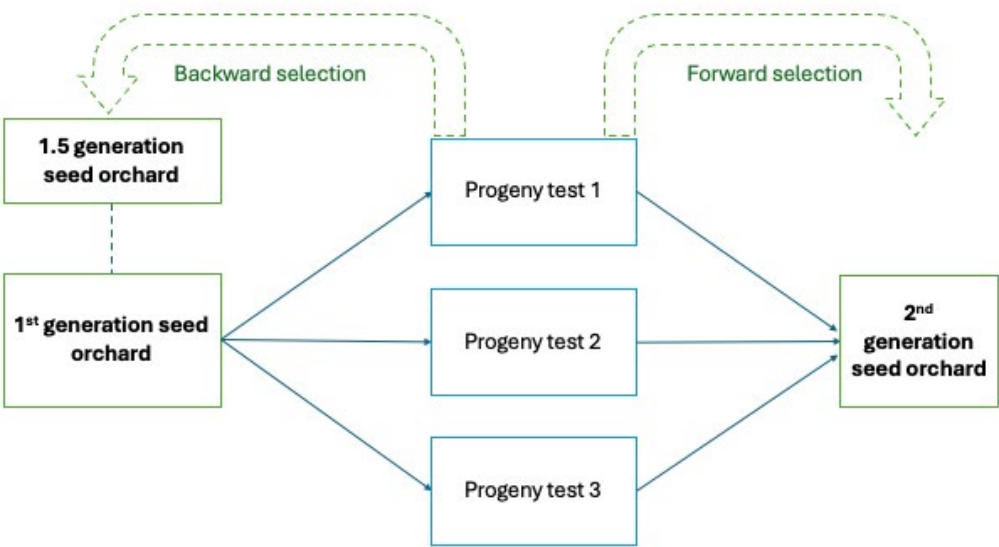 Backward selection
Forward selection
1.5 generation
seed orchard
Progeny test 1
1st generation seed
orchard
Progeny test 2
2nd
generation
seed orchard
Progeny test 3